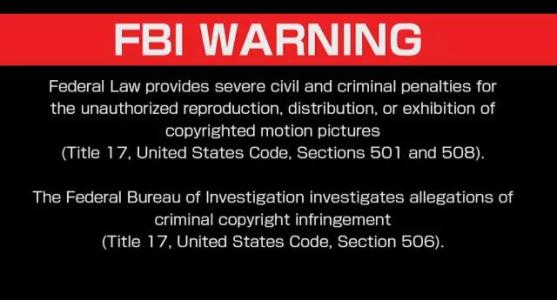 FBI WARNING
Federal Law provides severe civil and criminal penalties for
the unauthorized reproduction, distribution, or exhibition of
copyrighted motion pictures
(Title 17, United States Code, Sections 501 and 508).
The Federal Bureau of Investigation investigates allegations of
criminal copyright infringement
(Title 17, United States Code, Section 506).